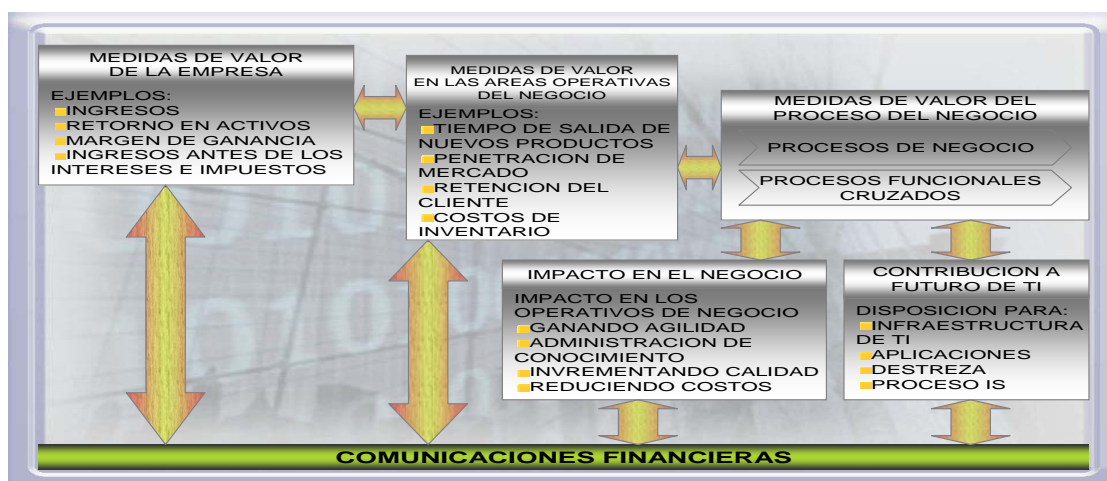 MEDIDAS DE VALOR
DE LA EMPRESA
EJEMPLOS:
INGRESOS
RETORNO EN ACTIVOS
MARGEN DE GANANCIA
INGRESOS ANTES DE LOS
INTERESES E IMPUESTOS
MEDIDAS DE VALOR
EN LAS AREAS OPERATIVAS
DEL NEGOCIO
EJEMPLOS:
TIEMPO DE SALIDA DE
NUEVOS PRODUCTOS
PENETRACION DE
MERCADO
RETENCION DEL
CLIENTE
COSTOS DE
INVENTARIO
MEDIDAS DE VALOR DEL
PROCESO DEL NEGOCIO
PROCESOS DE NEGOCIO
PROCESOS FUNCIONALES
CRUZADOS
IMPACTO EN EL NEGOCIO
IMPACTO EN LOS
OPERATIVOS DE NEGOCIO
GANANDO AGILIDAD
ADMINISTRACION DE
CONOCIMIENTO
INVREMENTANDO CALIDAD
REDUCIENDO COSTOS
CONTRIBUCION A
FUTURO DE TI
DISPOSICION PARA:
INFRAESTRUCTURA
DE TI
APLICACIONES
DESTREZA
PROCESO IS
COMUNICACIONES FINANCIERAS